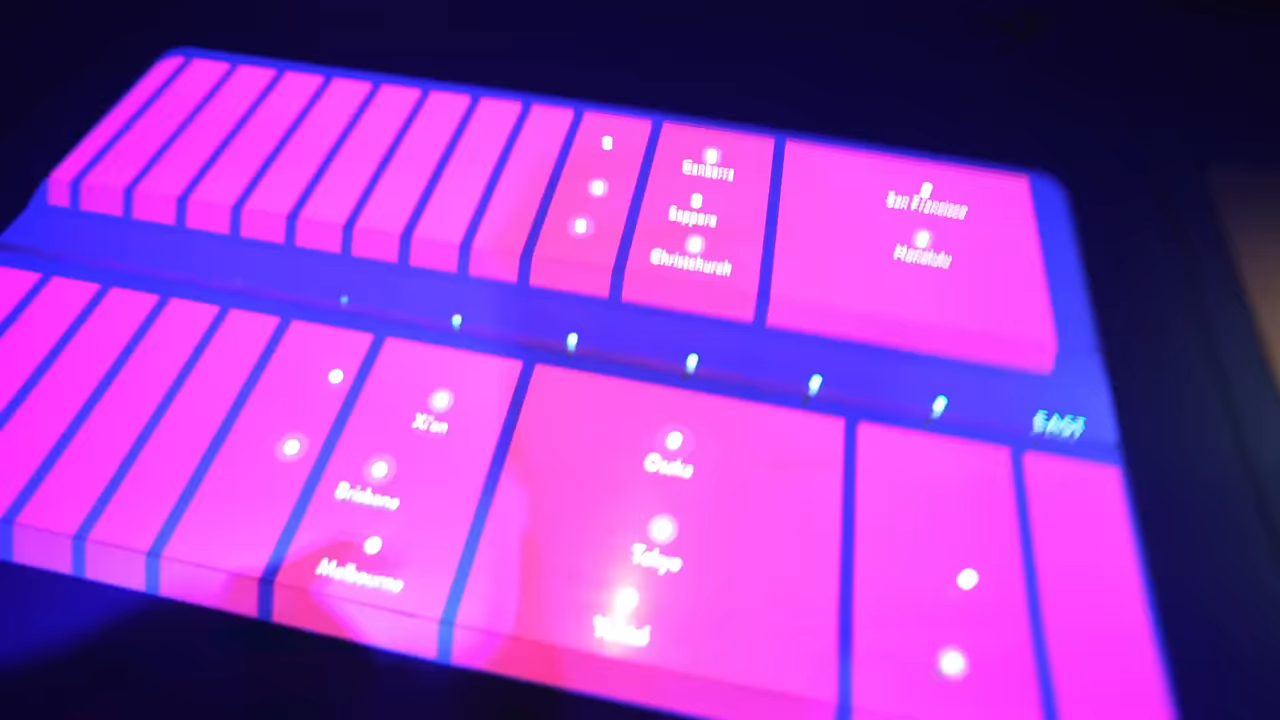 Canberra
Sapporo
Christchurch
San Francisco
Honolulu
EAST
Xi'an
Brisbane
Melbourne
Osaka
Tokyo